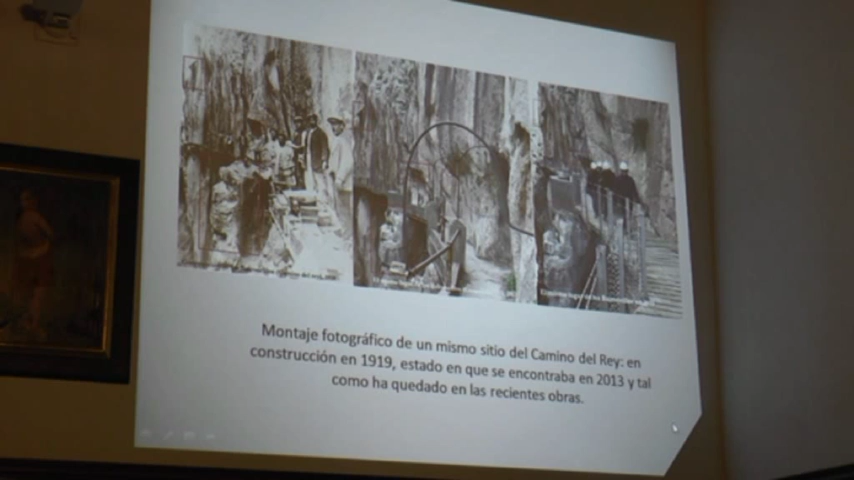 Montaje fotográfico de un mismo sitio del Camino del Rey: en
construcción en 1919, estado en que se encontraba en 2013 y tal
como ha quedado en las recientes obras.